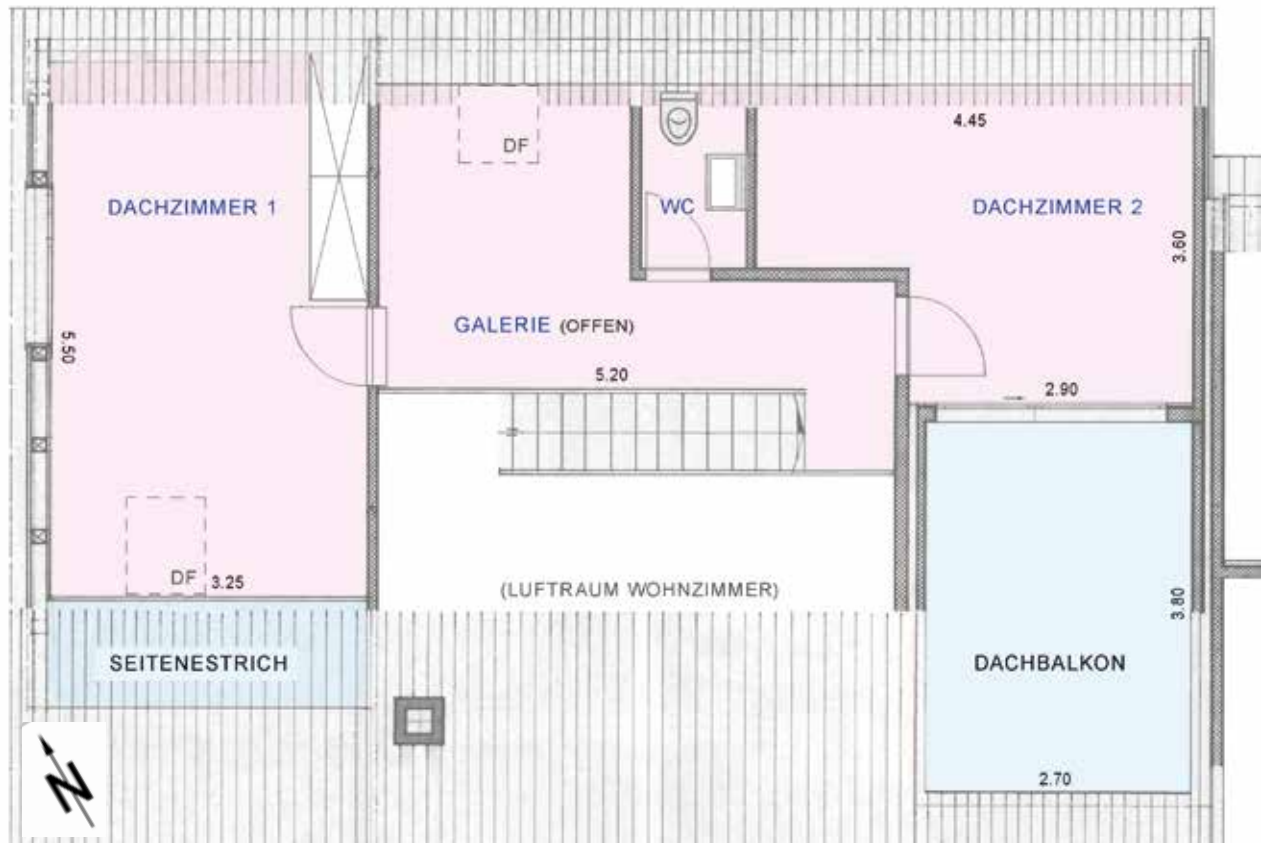 4.45
DF
DACHZIMMER 1
WC
DACHZIMMER 2
3.60
GALERIE (OFFEN)
5.50
5.20
2.90
DF 3.25
(LUFTRAUM WOHNZIMMER)
3.80
SEITENESTRICH
DACHBALKON
N
2.70